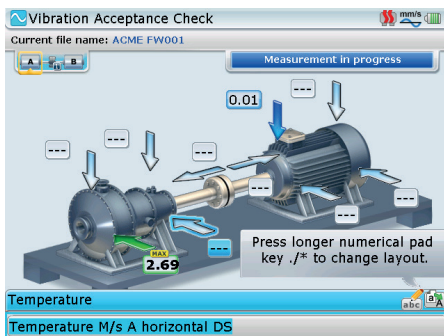 Vibration Acceptance Check
mm/s
Current file name: ACME FW001
A B
Measurement in progress
0.01
---
---
---
---
---
---
---
---
MAX
2.69
Press longer numerical pad
key ./* to change layout.
Temperature
abc
a A
Temperature M/s A horizontal DS